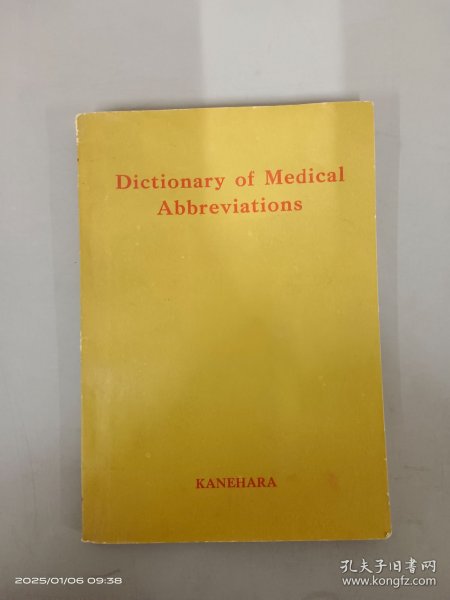 Dictionary of Medical
Abbreviations
KANEHARA
2025/01/06 09:38
孔夫子旧书网
www.kongfz.com